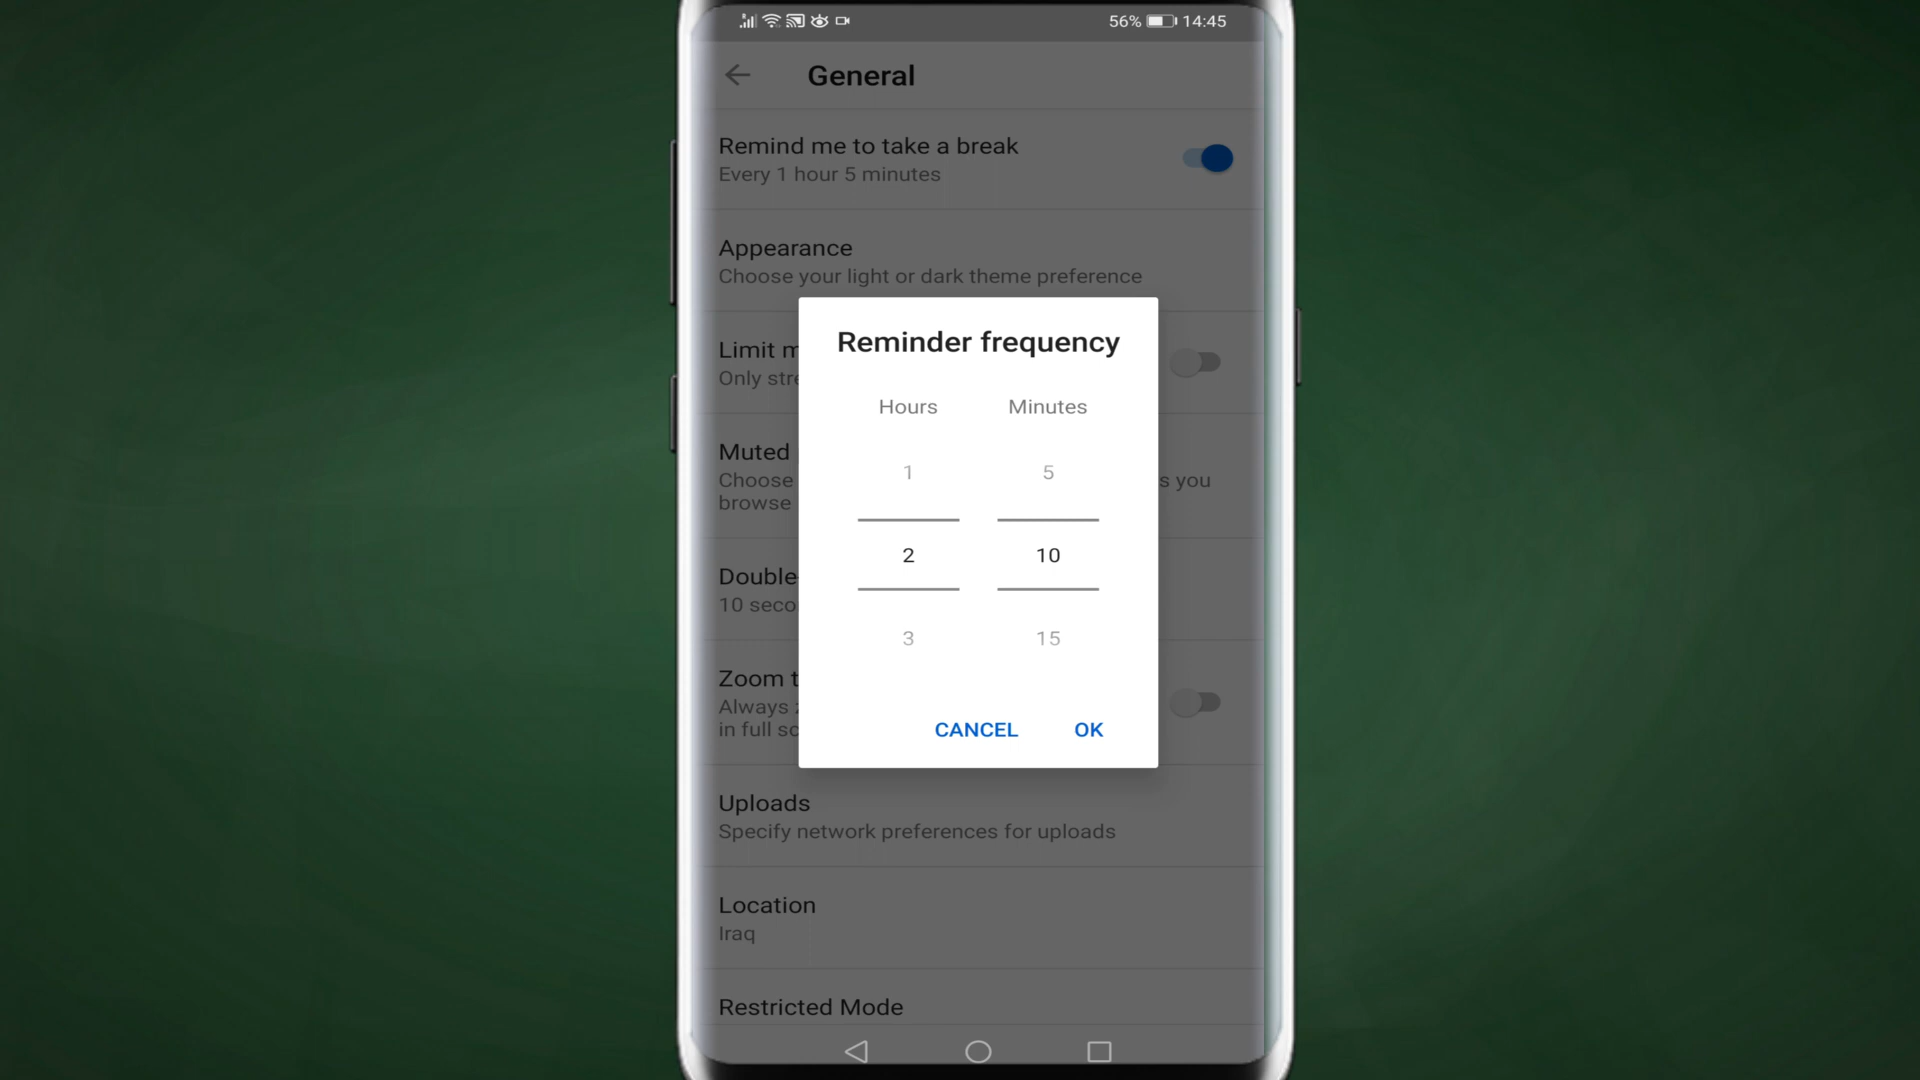 56% 14:45
General
Remind me to take a break
Every 1 hour 5 minutes
Appearance
Choose your light or dark theme preference
Reminder frequency
Hours Minutes
1 5
2 10
3 15
CANCEL OK
Limit m
Only stre
Muted
Choose s you
browse
Double-
10 seco
Zoom t
Always
in full sc
Uploads
Specify network preferences for uploads
Location
Iraq
Restricted Mode